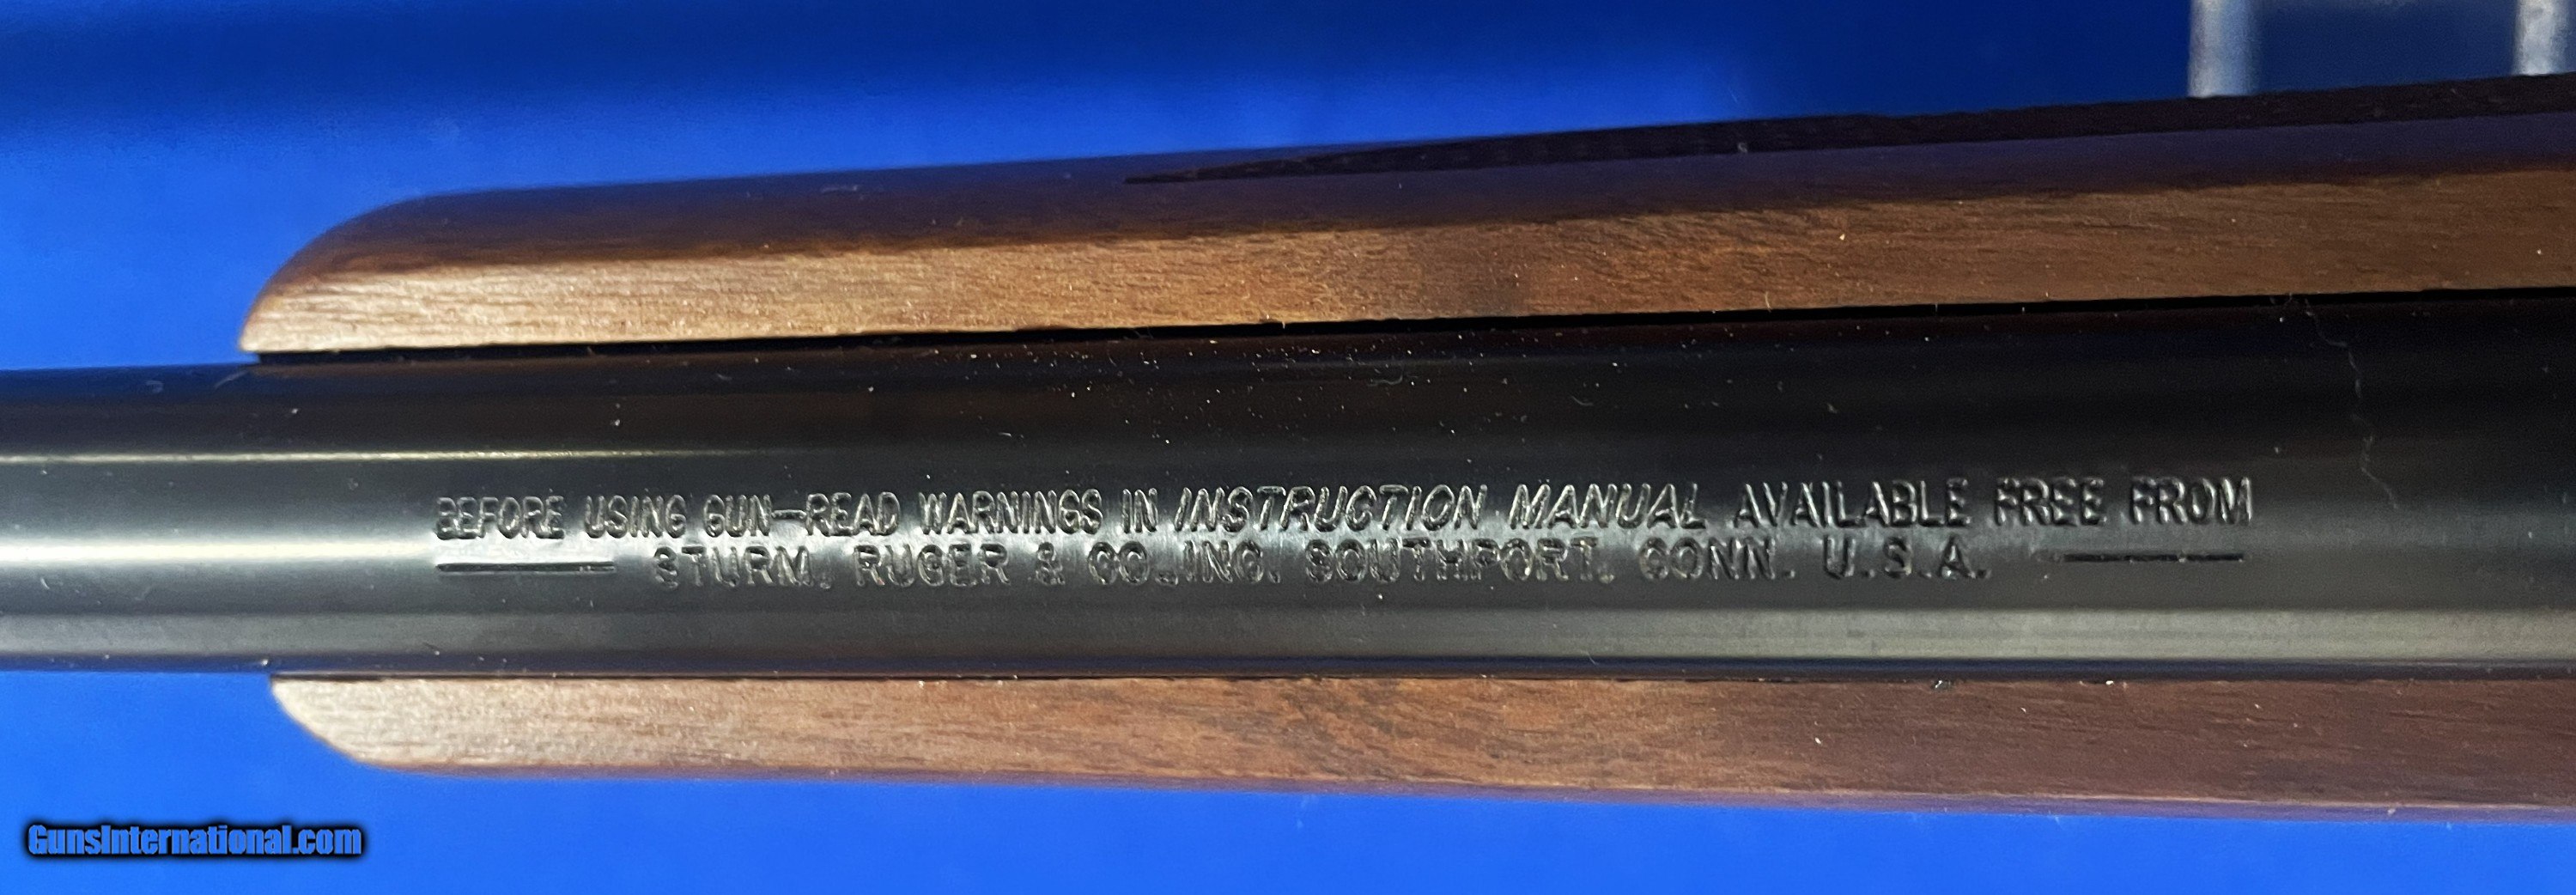 BEFORE USING GUN—READ WARNINGS IN INSTRUCTION MANUAL AVAILABLE FREE FROM
STURM, RUGER & CO., INC. SOUTHPORT, CONN. U.S.A.
GunsInternational.com